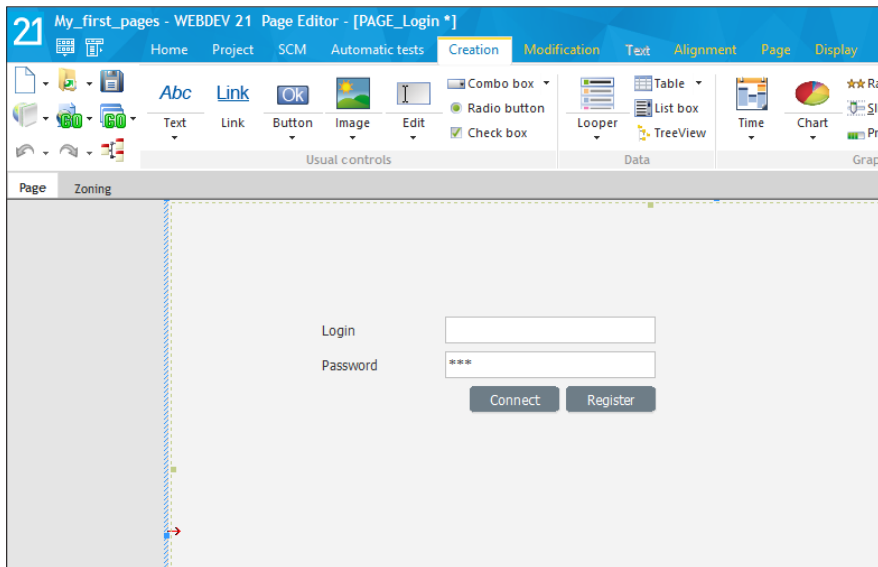 21 My_first_pages - WEBDEV 21 Page Editor - [PAGE_Login *]
Home Project SCM Automatic tests Creation Modification Text Alignment Page Display
Abc Link Ok Combo box Table
Radio button List box
Text Link Button Image Edit Check box Looper TreeView Time Chart
GO GO
Usual controls Data
Page Zoning
Login
Password ***
Connect Register